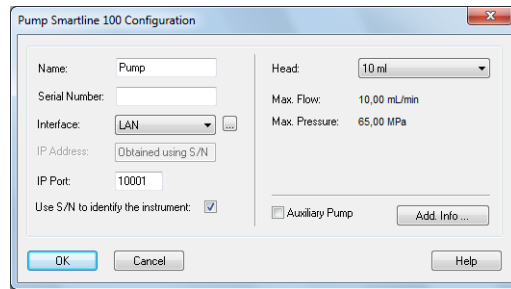 Pump Smartline 100 Configuration
Name: Pump
Serial Number:
Interface: LAN ...
IP Address: Obtained using S/N
IP Port: 10001
Use S/N to identify the instrument:
Head: 10 ml
Max. Flow: 10,00 mL/min
Max. Pressure: 65,00 MPa
Auxiliary Pump
Add. Info ...
OK Cancel Help